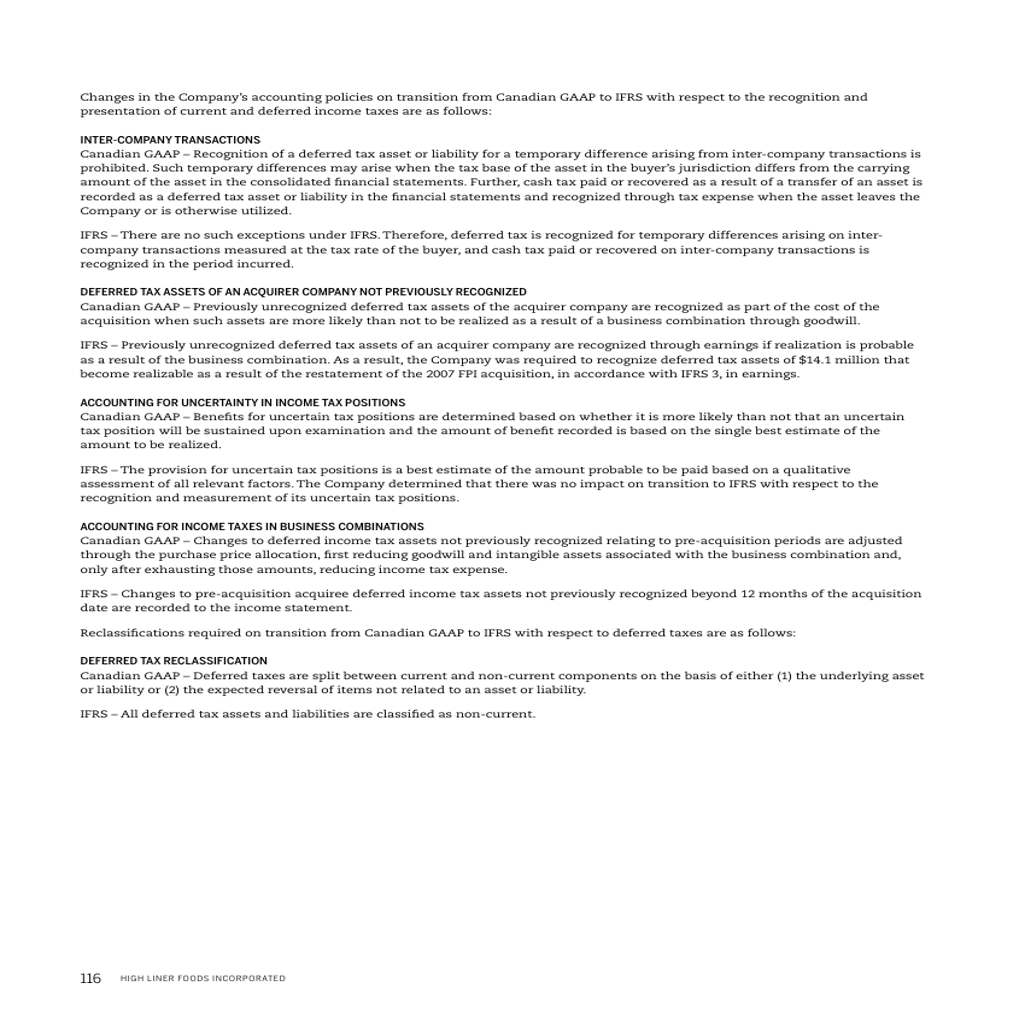 Changes in the Company's accounting policies on transition from Canadian GAAP to IFRS with respect to the recognition and
presentation of current and deferred income taxes are as follows:
INTER-COMPANY TRANSACTIONS
Canadian GAAP – Recognition of a deferred tax asset or liability for a temporary difference arising from inter-company transactions is
prohibited. Such temporary differences may arise when the tax base of the asset in the buyer's jurisdiction differs from the carrying
amount of the asset in the consolidated financial statements. Further, cash tax paid or recovered as a result of a transfer of an asset is
recorded as a deferred tax asset or liability in the financial statements and recognized through tax expense when the asset leaves the
Company or is otherwise utilized.
IFRS – There are no such exceptions under IFRS. Therefore, deferred tax is recognized for temporary differences arising on inter-
company transactions measured at the tax rate of the buyer, and cash tax paid or recovered on inter-company transactions is
recognized in the period incurred.
DEFERRED TAX ASSETS OF AN ACQUIRER COMPANY NOT PREVIOUSLY RECOGNIZED
Canadian GAAP – Previously unrecognized deferred tax assets of the acquirer company are recognized as part of the cost of the
acquisition when such assets are more likely than not to be realized as a result of a business combination through goodwill.
IFRS – Previously unrecognized deferred tax assets of an acquirer company are recognized through earnings if realization is probable
as a result of the business combination. As a result, the Company was required to recognize deferred tax assets of $14.1 million that
become realizable as a result of the restatement of the 2007 FPI acquisition, in accordance with IFRS 3, in earnings.
ACCOUNTING FOR UNCERTAINTY IN INCOME TAX POSITIONS
Canadian GAAP – Benefits for uncertain tax positions are determined based on whether it is more likely than not that an uncertain
tax position will be sustained upon examination and the amount of benefit recorded is based on the single best estimate of the
amount to be realized.
IFRS – The provision for uncertain tax positions is a best estimate of the amount probable to be paid based on a qualitative
assessment of all relevant factors. The Company determined that there was no impact on transition to IFRS with respect to the
recognition and measurement of its uncertain tax positions.
ACCOUNTING FOR INCOME TAXES IN BUSINESS COMBINATIONS
Canadian GAAP – Changes to deferred income tax assets not previously recognized relating to pre-acquisition periods are adjusted
through the purchase price allocation, first reducing goodwill and intangible assets associated with the business combination and,
only after exhausting those amounts, reducing income tax expense.
IFRS – Changes to pre-acquisition acquiree deferred income tax assets not previously recognized beyond 12 months of the acquisition
date are recorded to the income statement.
Reclassifications required on transition from Canadian GAAP to IFRS with respect to deferred taxes are as follows:
DEFERRED TAX RECLASSIFICATION
Canadian GAAP – Deferred taxes are split between current and non-current components on the basis of either (1) the underlying asset
or liability or (2) the expected reversal of items not related to an asset or liability.
IFRS – All deferred tax assets and liabilities are classified as non-current.
116 HIGH LINER FOODS INCORPORATED